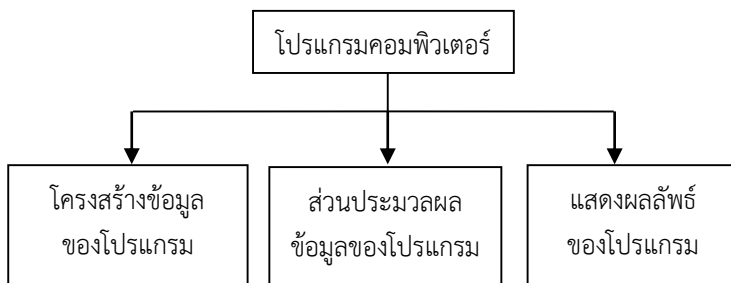 โปรแกรมคอมพิวเตอร์
โครงสร้างข้อมูล
ของโปรแกรม
ส่วนประมวลผล
ข้อมูลของโปรแกรม
แสดงผลลัพธ์
ของโปรแกรม